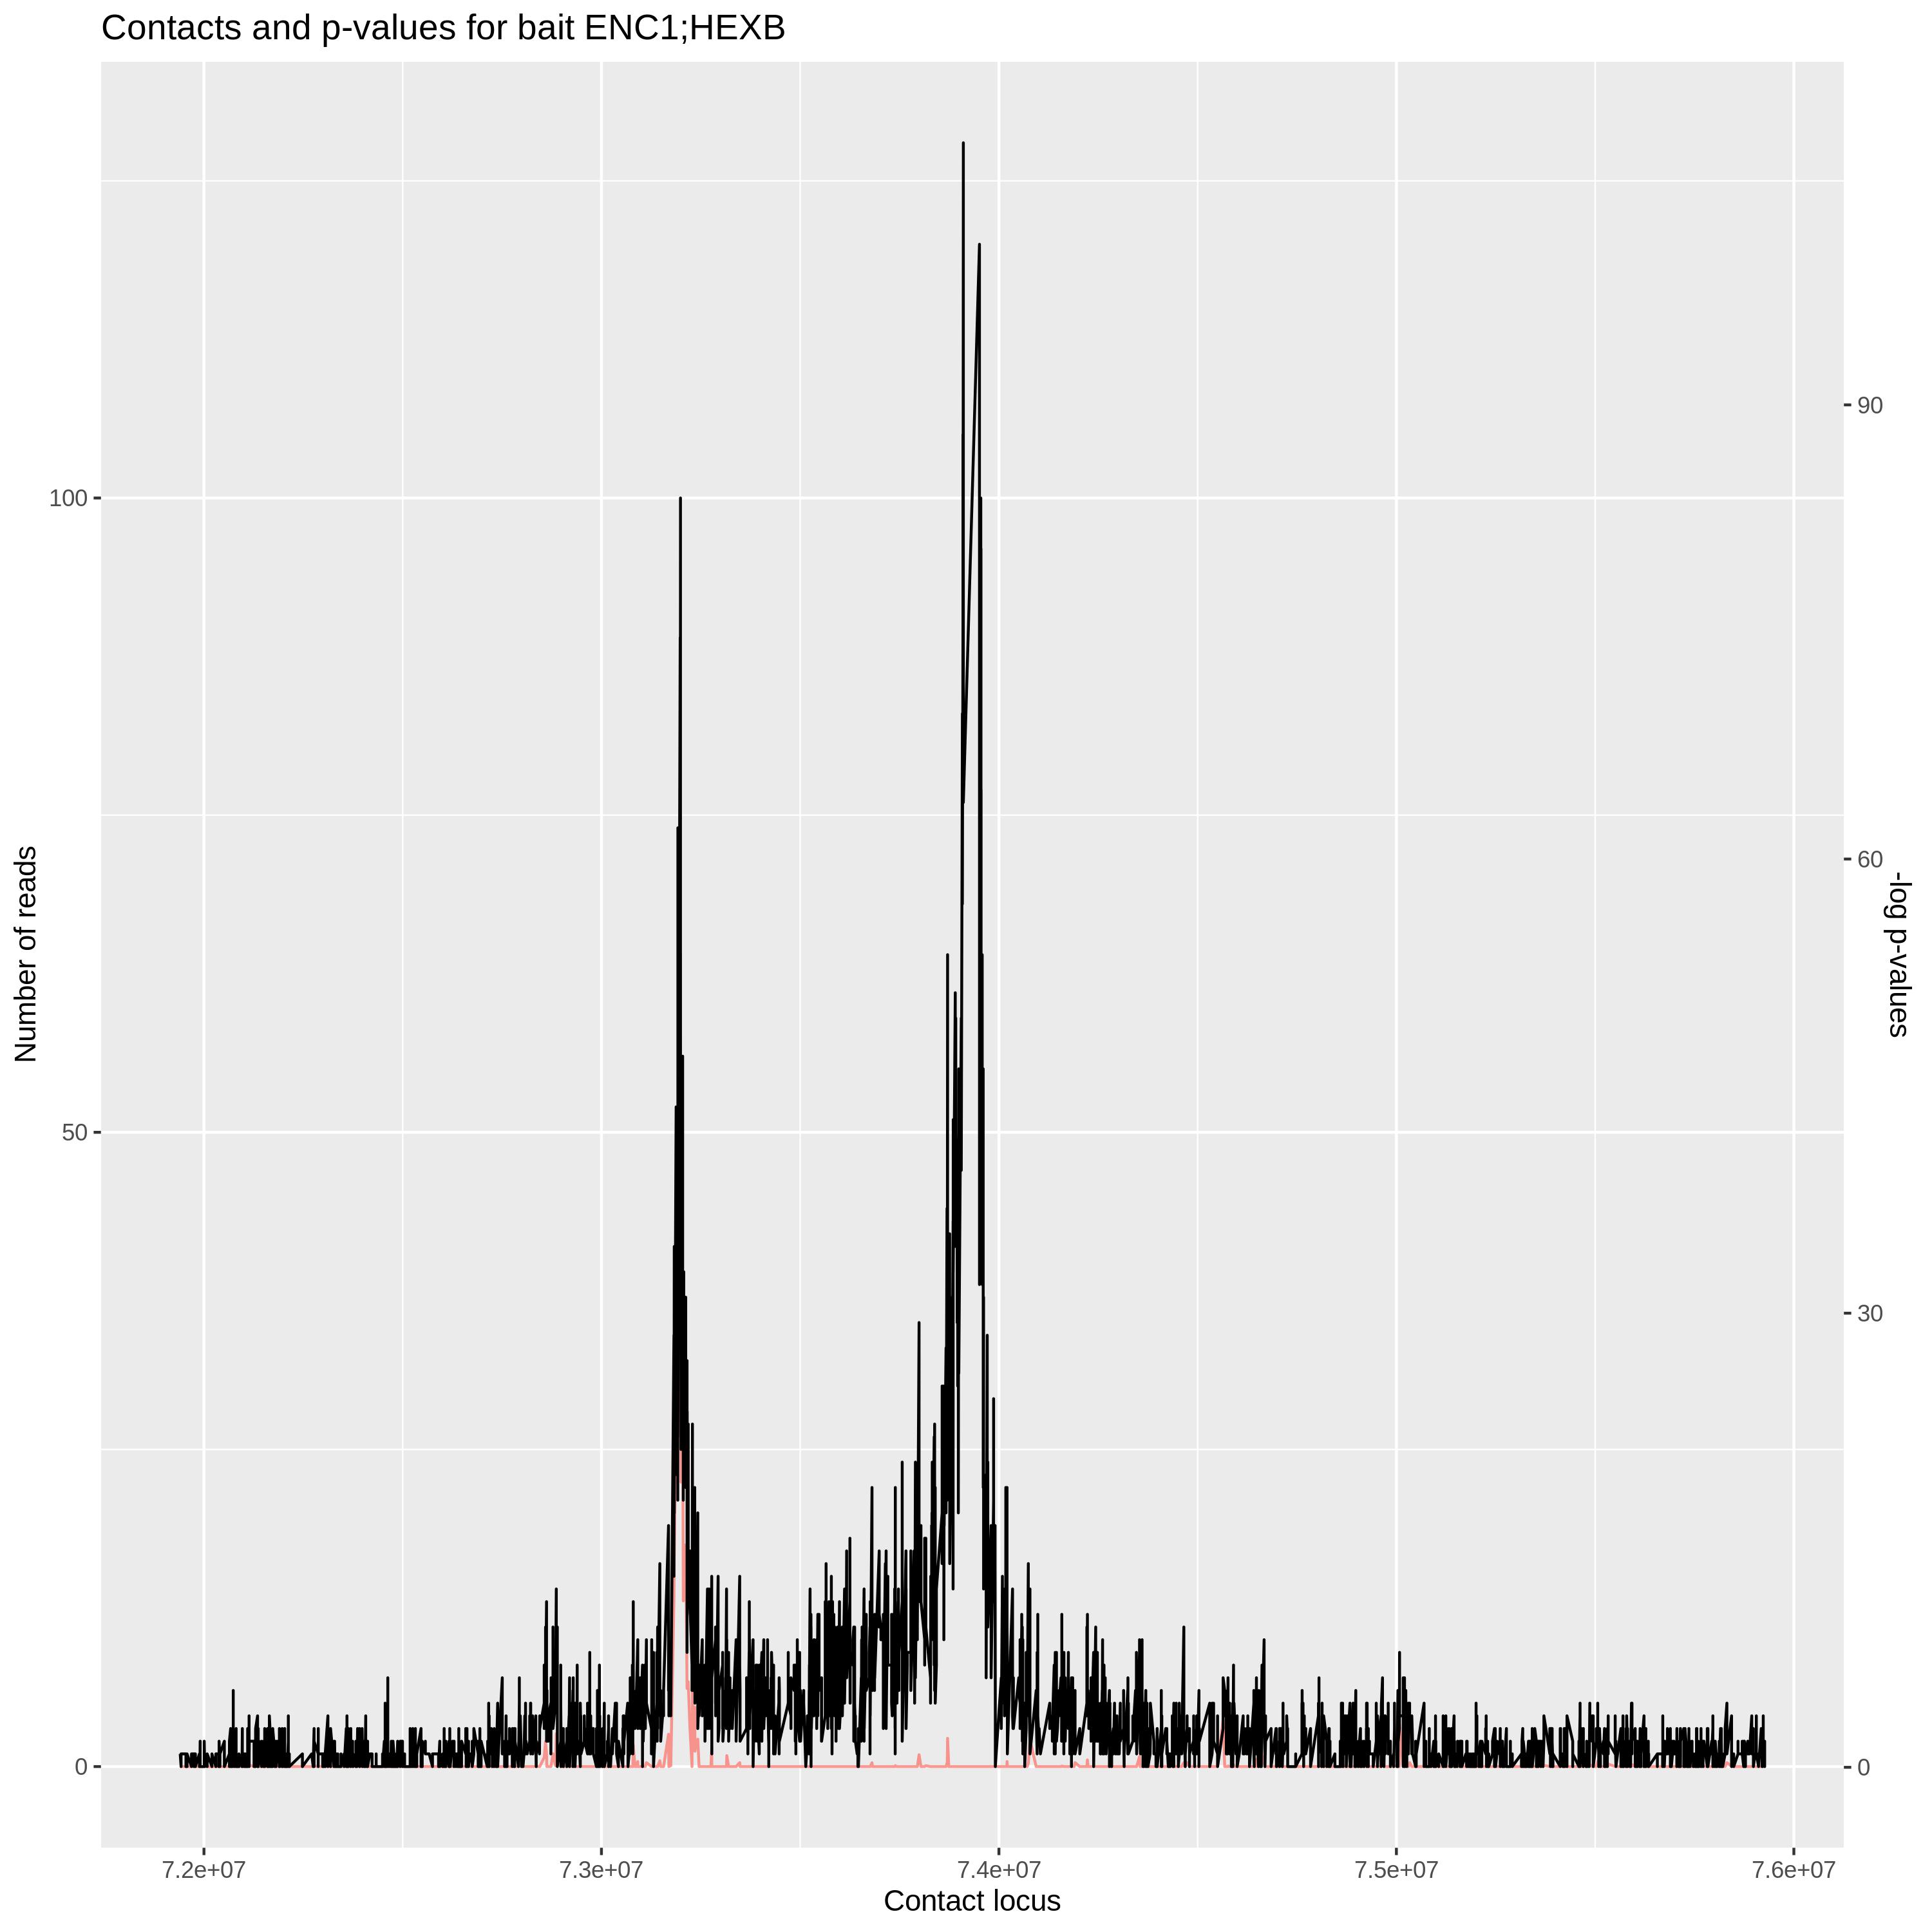 Contacts and p-values for bait ENC1;HEXB
Number of reads
100
50
0
90
60
30
0
-log p-values
7.2e+07 7.3e+07 7.4e+07 7.5e+07 7.6e+07
Contact locus